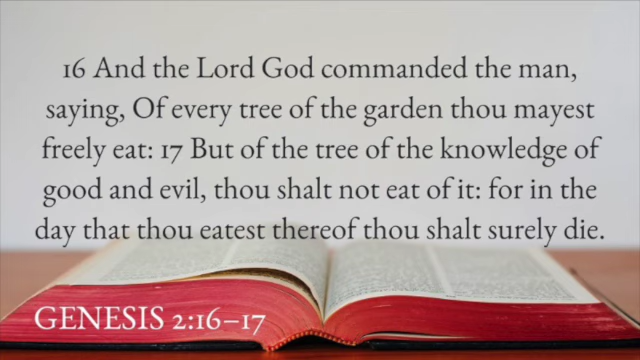 16 And the Lord God commanded the man,
saying, Of every tree of the garden thou mayest
freely eat: 17 But of the tree of the knowledge of
good and evil, thou shalt not eat of it: for in the
day that thou eatest thereof thou shalt surely die.
GENESIS 2:16–17